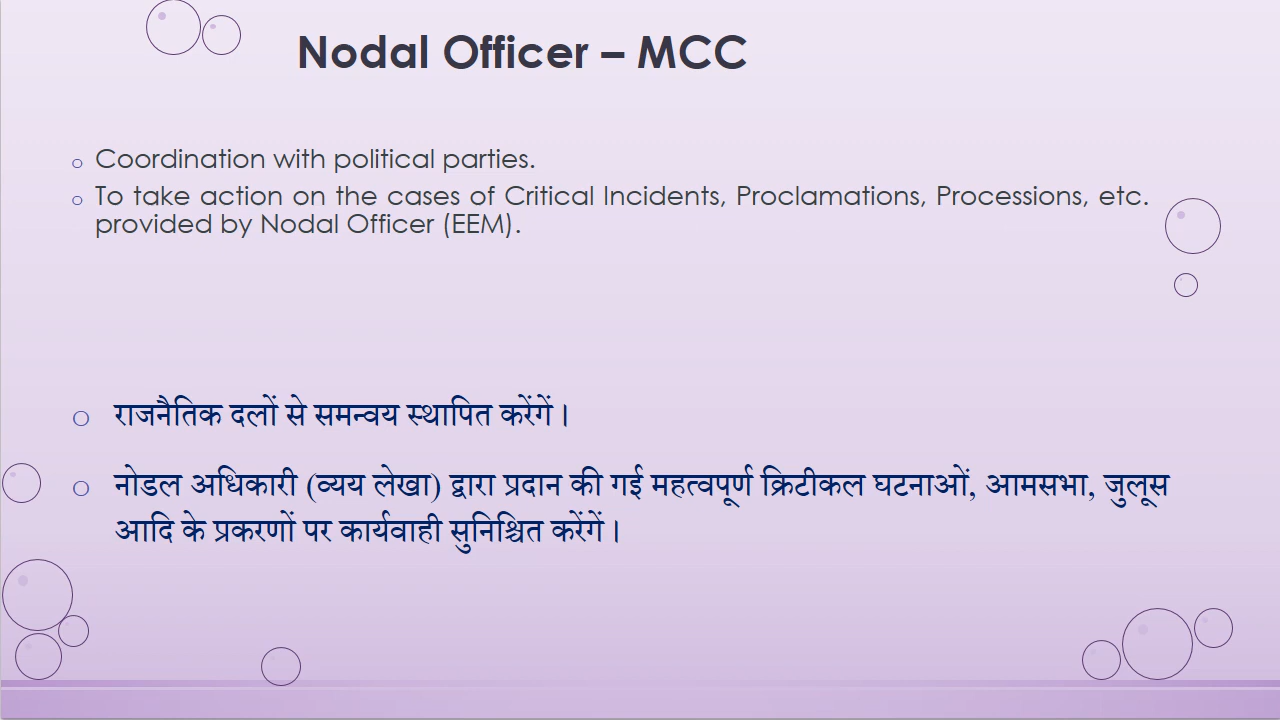 Nodal Officer – MCC
Coordination with political parties.
To take action on the cases of Critical Incidents, Proclamations, Processions, etc.
provided by Nodal Officer (EEM).
राजनैतिक दलों से समन्वय स्थापित करेंगें।
नोडल अधिकारी (व्यय लेखा) द्वारा प्रदान की गई महत्वपूर्ण क्रिटीकल घटनाओं, आमसभा, जुलूस
आदि के प्रकरणों पर कार्यवाही सुनिश्चित करेंगें।